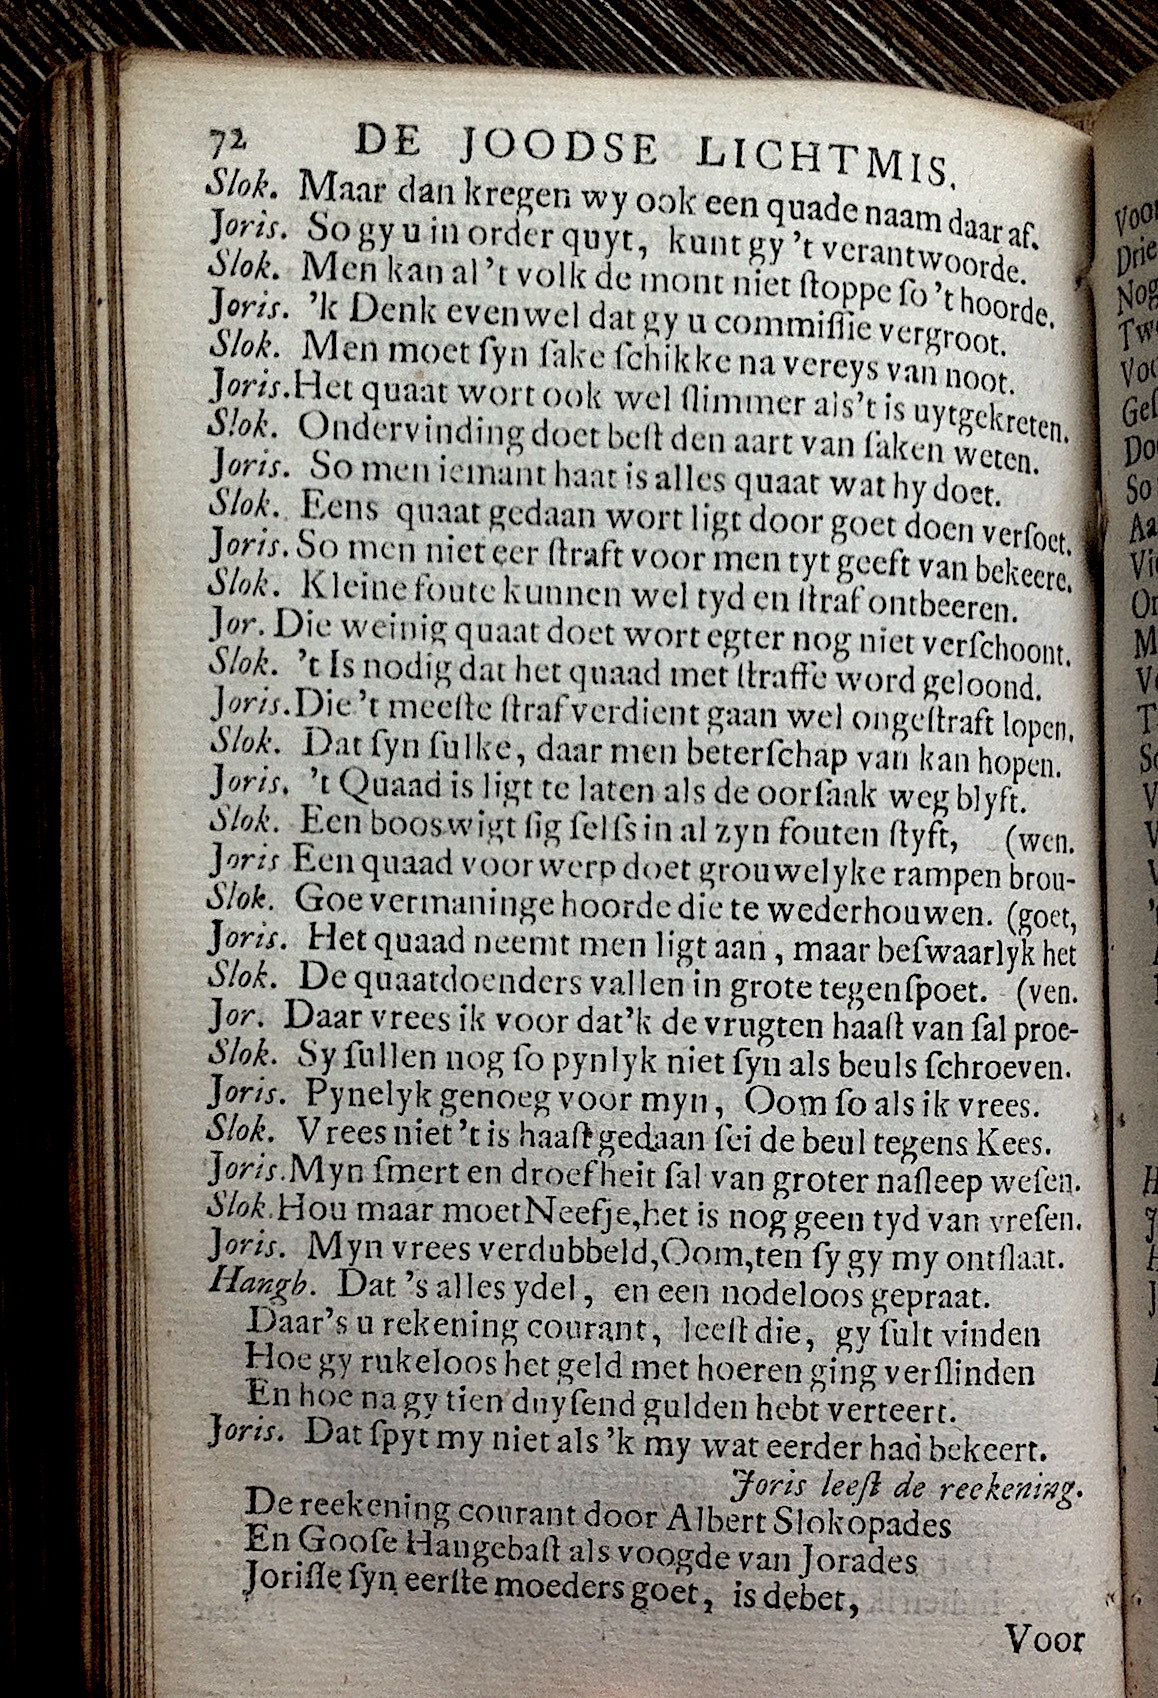 72 DE JOODSE LICHTMIS.
Slok. Maar dan kregen wy ook een quade naam daar af.
Joris. So gy u in order quyt, kunt gy 't verantwoorde.
Slok. Men kan al 't volk de mont niet ſtoppe ſo 't hoorde.
Joris. 'k Denk evenwel dat gy u commiſſie vergroot.
Slok. Men moet ſyn ſake ſchikke na vereys van noot.
Joris. Het quaat wort ook wel ſlimmer als't is uytgekreten.
Slok. Ondervinding doet beſt den aart van ſaken weten.
Joris. So men iemant haat is alles quaat wat hy doet.
Slok. Eens quaat gedaan wort ligt door goet doen verſoet.
Joris. So men niet eer ſtraft voor men tyt geeft van bekeere.
Slok. Kleine foute kunnen wel tyd en ſtraf ontbeeren.
Jor. Die weinig quaat doet wort egter nog niet verſchoont.
Slok. 't Is nodig dat het quaad met ſtraffe word geloond.
Joris. Die 't meeſte ſtraf verdient gaan wel ongeſtraft lopen.
Slok. Dat ſyn ſulke, daar men beterſchap van kan hopen.
Joris. 't Quaad is ligt te laten als de oorſaak weg blyft.
Slok. Een booswigt ſig ſelfs in al zyn fouten ſtyft, (wen.
Joris Een quaad voorwerp doet grouwelyke rampen brou-
Slok. Goe vermaninge hoorde die te wederhouwen. (goet,
Joris. Het quaad neemt men ligt aan, maar beſwaarlyk het
Slok. De quaatdoenders vallen in grote tegenſpoet. (ven.
Jor. Daar vrees ik voor dat'k de vrugten haaſt van ſal proe-
Slok. Sy ſullen nog ſo pynlyk niet ſyn als beuls ſchroeven.
Joris. Pynelyk genoeg voor myn, Oom ſo als ik vrees.
Slok. Vrees niet 't is haaſt gedaan ſei de beul tegens Kees.
Joris. Myn ſmert en droefheit ſal van groter naſleep weſen.
Slok. Hou maar moet Neefje, het is nog geen tyd van vreſen.
Joris. Myn vrees verdubbeld, Oom, ten ſy gy my ontſlaat.
Hangb. Dat 's alles ydel, en een nodeloos gepraat.
Daar's u rekening courant, leeſt die, gy ſult vinden
Hoe gy rukeloos het geld met hoeren ging verſlinden
En hoe na gy tien duyſend gulden hebt verteert.
Joris. Dat ſpyt my niet als 'k my wat eerder had bekeert.
Joris leeſt de reekening.
De reekening courant door Albert Slokopades
En Gooſe Hangebaſt als voogde van Jorades
Joriſſe ſyn eerſte moeders goet, is debet,
Voor